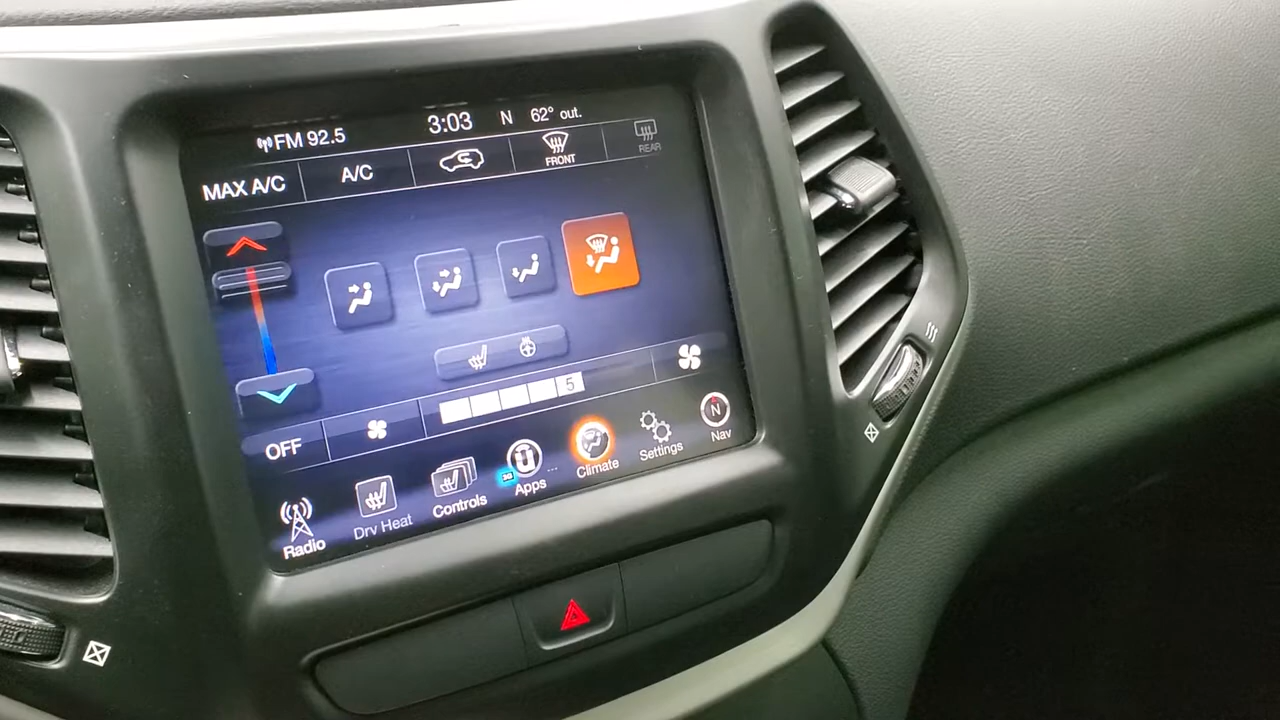 FM 92.5 3:03 N 62° out.
MAX A/C A/C FRONT REAR
5
OFF
Radio Drv Heat Controls 3G Apps ... Climate Settings N Nav